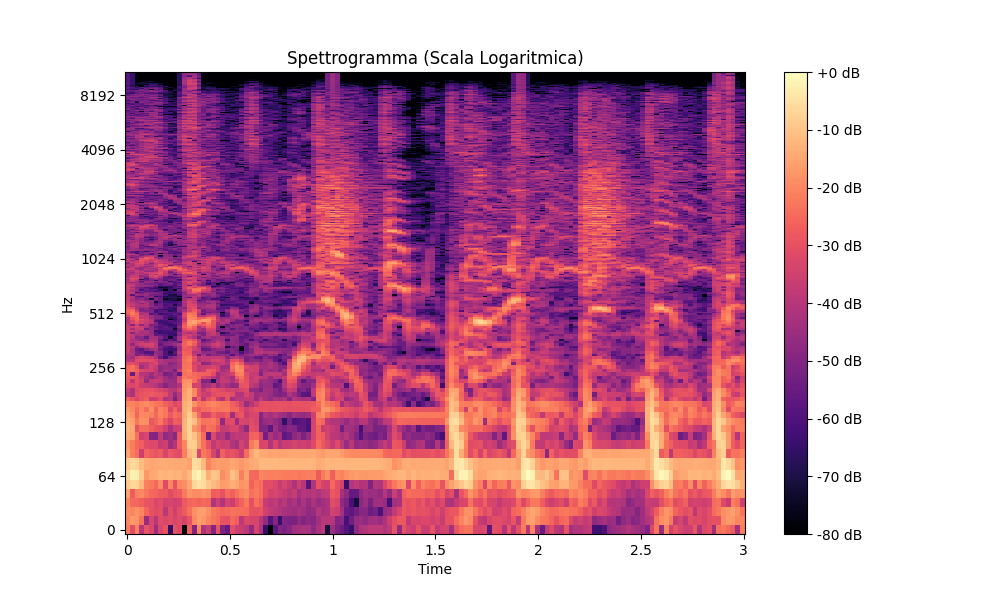 Spettrogramma (Scala Logaritmica)
Hz
8192
4096
2048
1024
512
256
128
64
0
0
0.5
1
1.5
2
2.5
3
Time
+0 dB
-10 dB
-20 dB
-30 dB
-40 dB
-50 dB
-60 dB
-70 dB
-80 dB